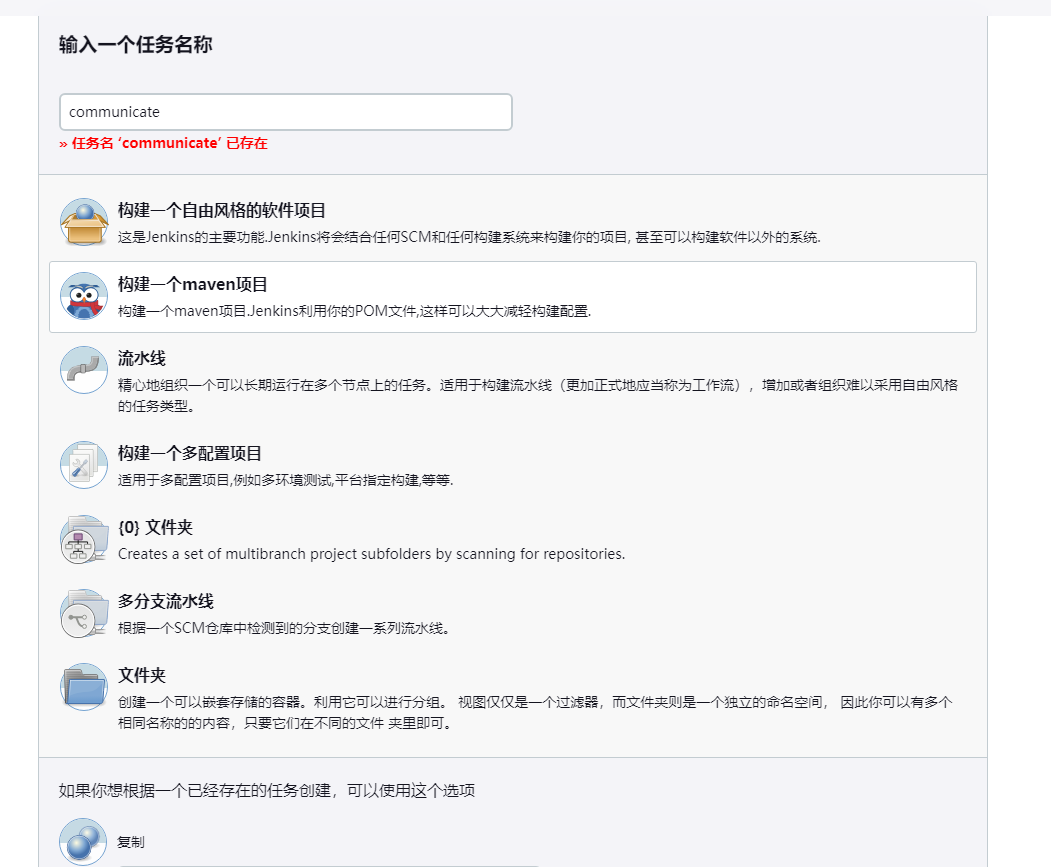 输入一个任务名称
communicate
» 任务名 ‘communicate’ 已存在
构建一个自由风格的软件项目
这是Jenkins的主要功能.Jenkins将会结合任何SCM和任何构建系统来构建你的项目, 甚至可以构建软件以外的系统.
构建一个maven项目
构建一个maven项目.Jenkins利用你的POM文件,这样可以大大减轻构建配置.
流水线
精心地组织一个可以长期运行在多个节点上的任务。适用于构建流水线（更加正式地应当称为工作流），增加或者组织难以采用自由风格
的任务类型。
构建一个多配置项目
适用于多配置项目,例如多环境测试,平台指定构建,等等.
{0} 文件夹
Creates a set of multibranch project subfolders by scanning for repositories.
多分支流水线
根据一个SCM仓库中检测到的分支创建一系列流水线。
文件夹
创建一个可以嵌套存储的容器。利用它可以进行分组。 视图仅仅是一个过滤器，而文件夹则是一个独立的命名空间， 因此你可以有多个
相同名称的的内容，只要它们在不同的文件 夹里即可。
如果你想根据一个已经存在的任务创建，可以使用这个选项
复制